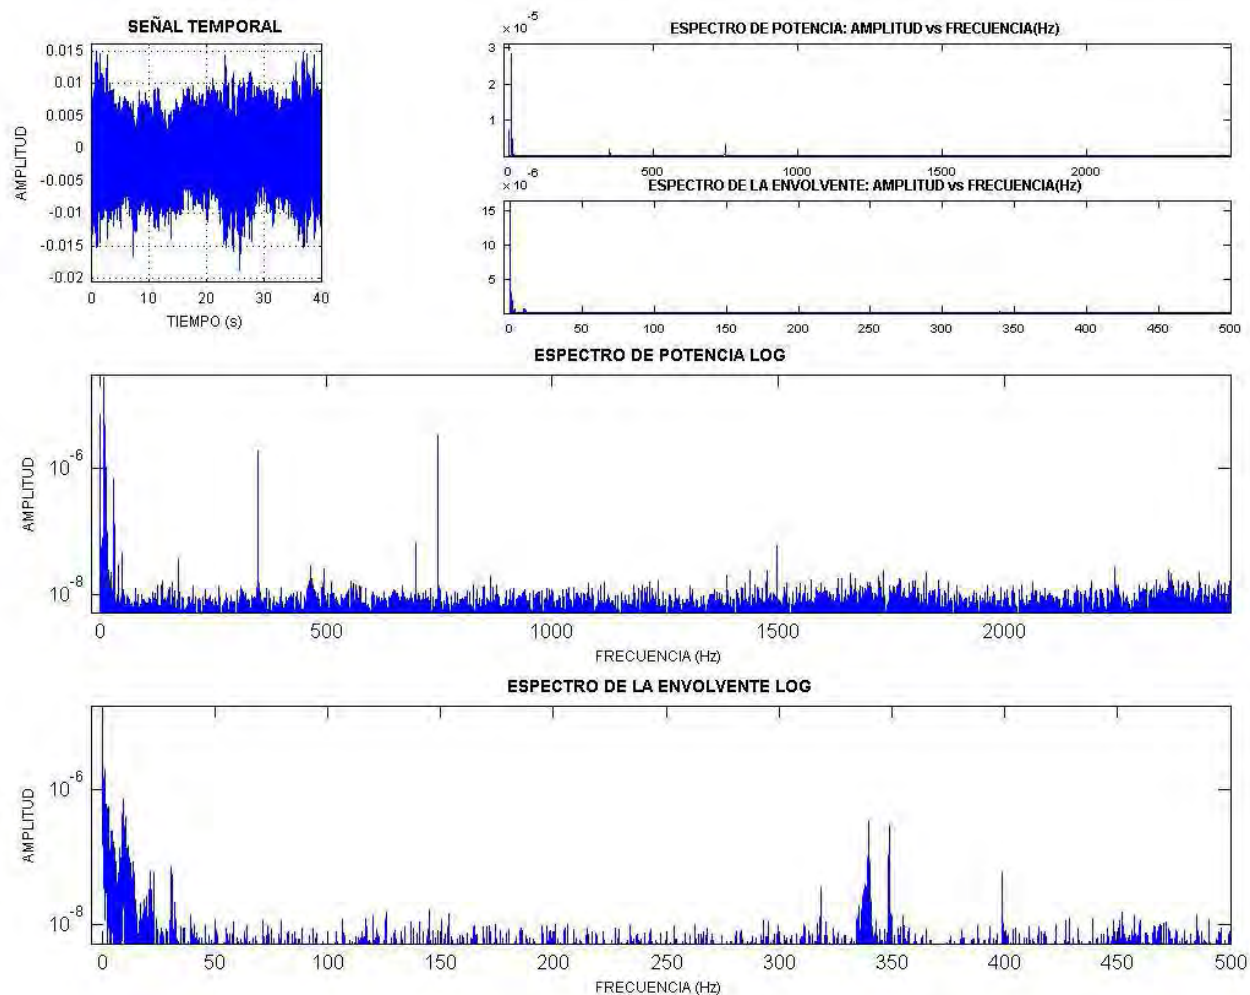 SEÑAL TEMPORAL
0.015
0.01
0.005
0
-0.005
-0.01
-0.015
-0.02
AMPLITUD
0 10 20 30 40
TIEMPO (s)
× 10⁻⁵
ESPECTRO DE POTENCIA: AMPLITUD vs FRECUENCIA(Hz)
3
2
1
0 500 1000 1500 2000
× 10⁻⁶
ESPECTRO DE LA ENVOLVENTE: AMPLITUD vs FRECUENCIA(Hz)
15
10
5
0 50 100 150 200 250 300 350 400 450 500
ESPECTRO DE POTENCIA LOG
AMPLITUD
10⁻⁶
10⁻⁸
0 500 1000 1500 2000
FRECUENCIA (Hz)
ESPECTRO DE LA ENVOLVENTE LOG
AMPLITUD
10⁻⁶
10⁻⁸
0 50 100 150 200 250 300 350 400 450 500
FRECUENCIA (Hz)